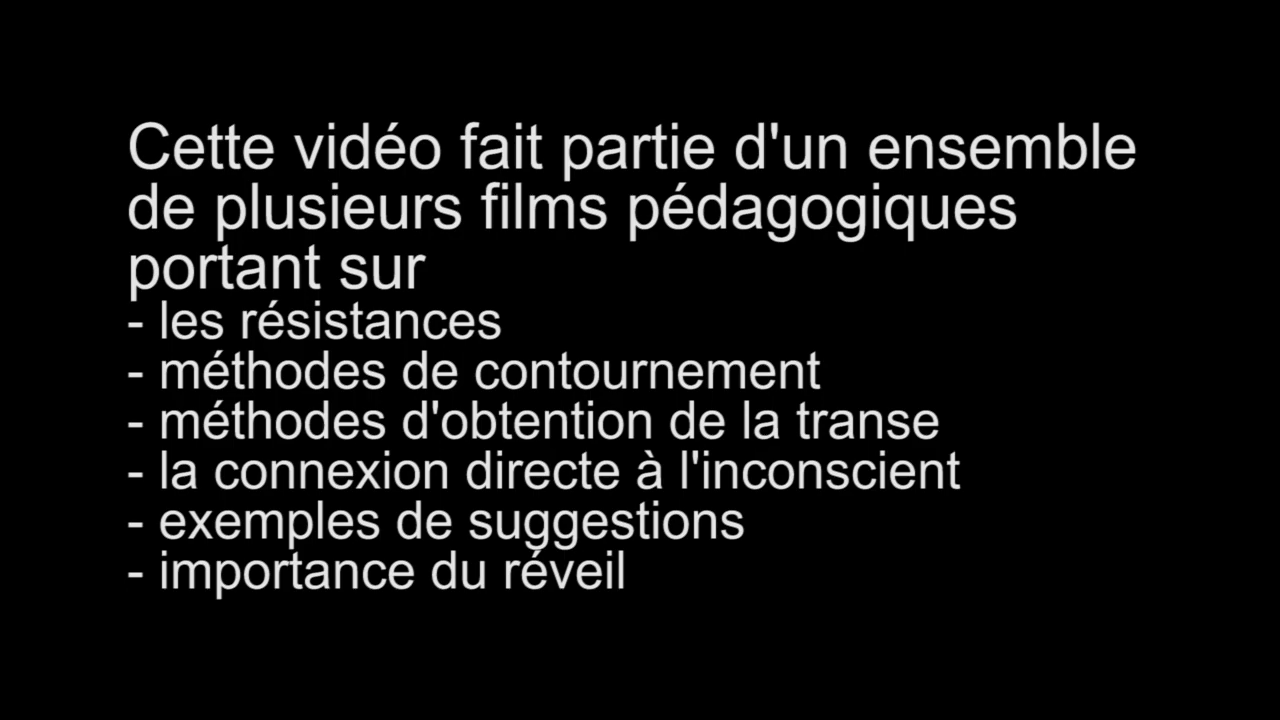 Cette vidéo fait partie d'un ensemble
de plusieurs films pédagogiques
portant sur
- les résistances
- méthodes de contournement
- méthodes d'obtention de la transe
- la connexion directe à l'inconscient
- exemples de suggestions
- importance du réveil